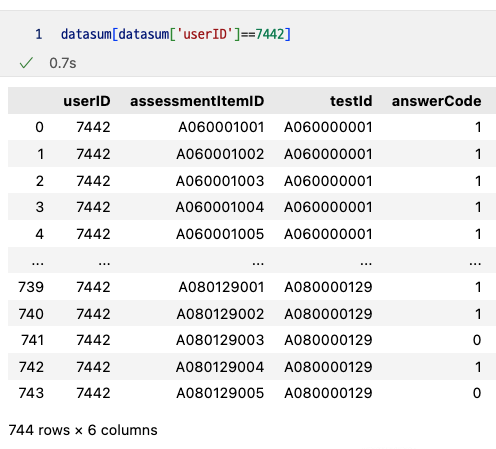 1 datasum[datasum['userID']==7442]
✓ 0.7s
userID assessmentItemID testId answerCode
0 7442 A060001001 A060000001 1
1 7442 A060001002 A060000001 1
2 7442 A060001003 A060000001 1
3 7442 A060001004 A060000001 1
4 7442 A060001005 A060000001 1
... ... ... ... ...
739 7442 A080129001 A080000129 1
740 7442 A080129002 A080000129 1
741 7442 A080129003 A080000129 0
742 7442 A080129004 A080000129 1
743 7442 A080129005 A080000129 0
744 rows × 6 columns